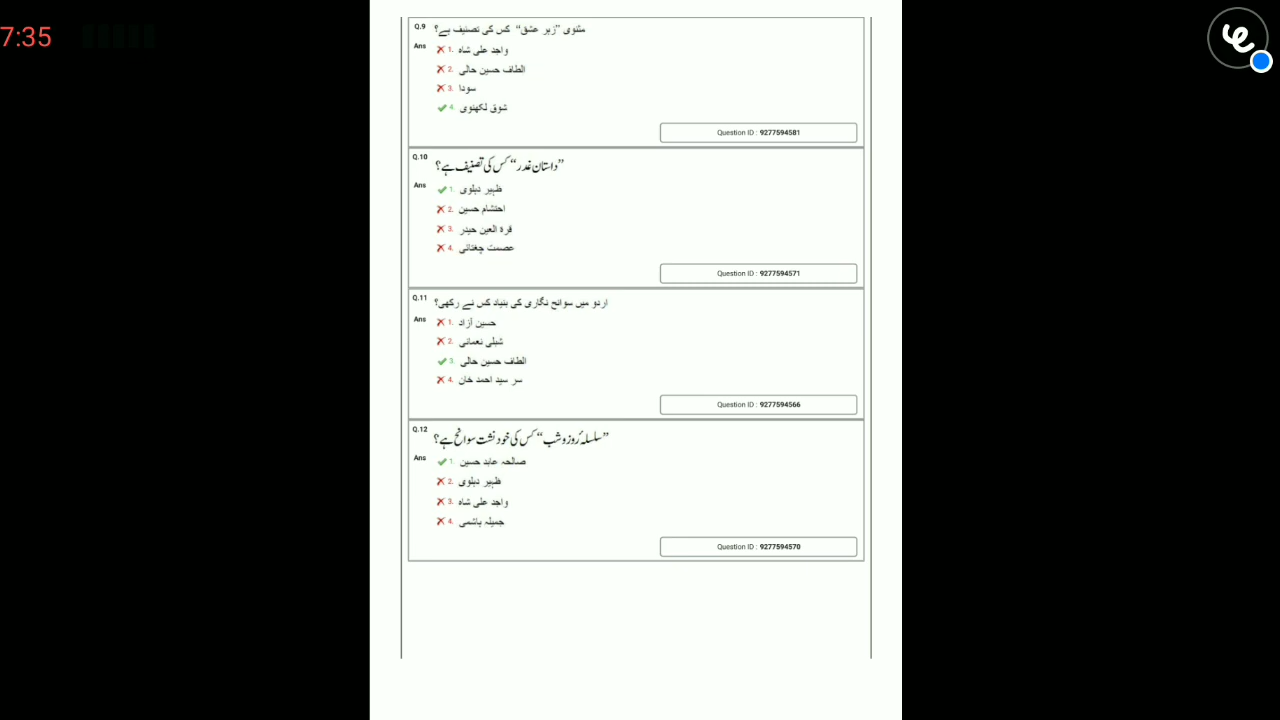 7:35
Q.9 مثنوی ”زہر عشق“ کس کی تصنیف ہے؟
Ans 1. واجد علی شاہ
2. الطاف حسین حالی
3. سودا
4. شوق لکھنوی
Question ID : 9277594581
Q.10 ”داستان غدر“ کس کی تصنیف ہے؟
Ans 1. ظہیر دہلوی
2. احتشام حسین
3. قرۃ العین حیدر
4. عصمت چغتائی
Question ID : 9277594571
Q.11 اردو میں سوانح نگاری کی بنیاد کس نے رکھی؟
Ans 1. حسین آزاد
2. شبلی نعمانی
3. الطاف حسین حالی
4. سر سید احمد خان
Question ID : 9277594566
Q.12 ”سلسلۂ روز و شب“ کس کی خود نشت سوانح ہے؟
Ans 1. صالحہ عابد حسین
2. ظہیر دہلوی
3. واجد علی شاہ
4. جمیلہ ہاشمی
Question ID : 9277594570